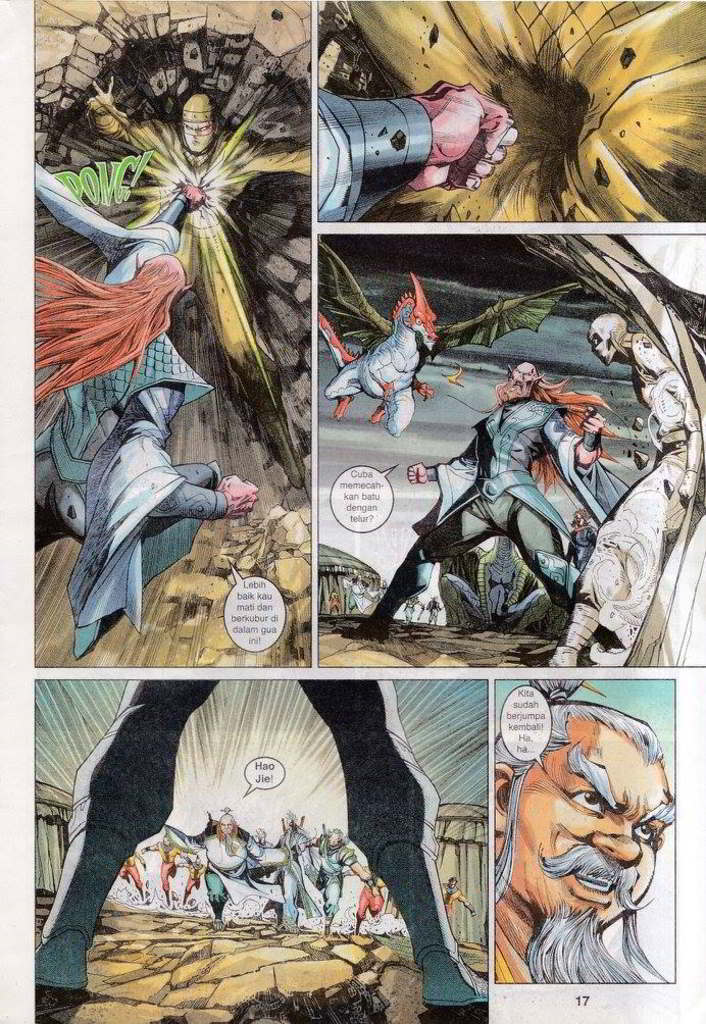 PONG!
Lebih
baik kau
mati dan
berkubur di
dalam gua
ini!
Cuba
memecah-
kan batu
dengan
telur?
Hao
Jie!
Kita
sudah
berjumpa
kembali!
Ha,
ha...
17